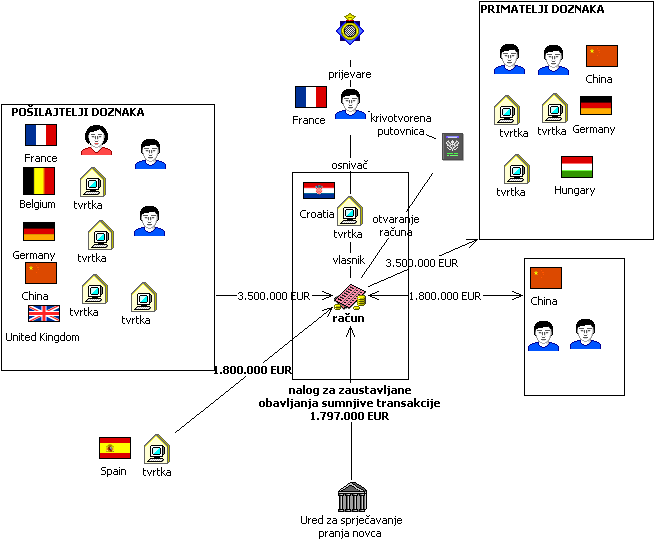 PRIMATELJI DOZNAKA
China
tvrtka
tvrtka
Germany
tvrtka
Hungary
prijevare
France
krivotvorena
putovnica
osnivač
POŠILAJTELJI DOZNAKA
France
Belgium
tvrtka
Germany
tvrtka
China
tvrtka
tvrtka
United Kingdom
Croatia
tvrtka
otvaranje
računa
vlasnik
račun
3.500.000 EUR
3.500.000 EUR
1.800.000 EUR
China
1.800.000 EUR
nalog za zaustavljane
obavljanja sumnjive transakcije
1.797.000 EUR
Spain
tvrtka
Ured za sprječavanje
pranja novca